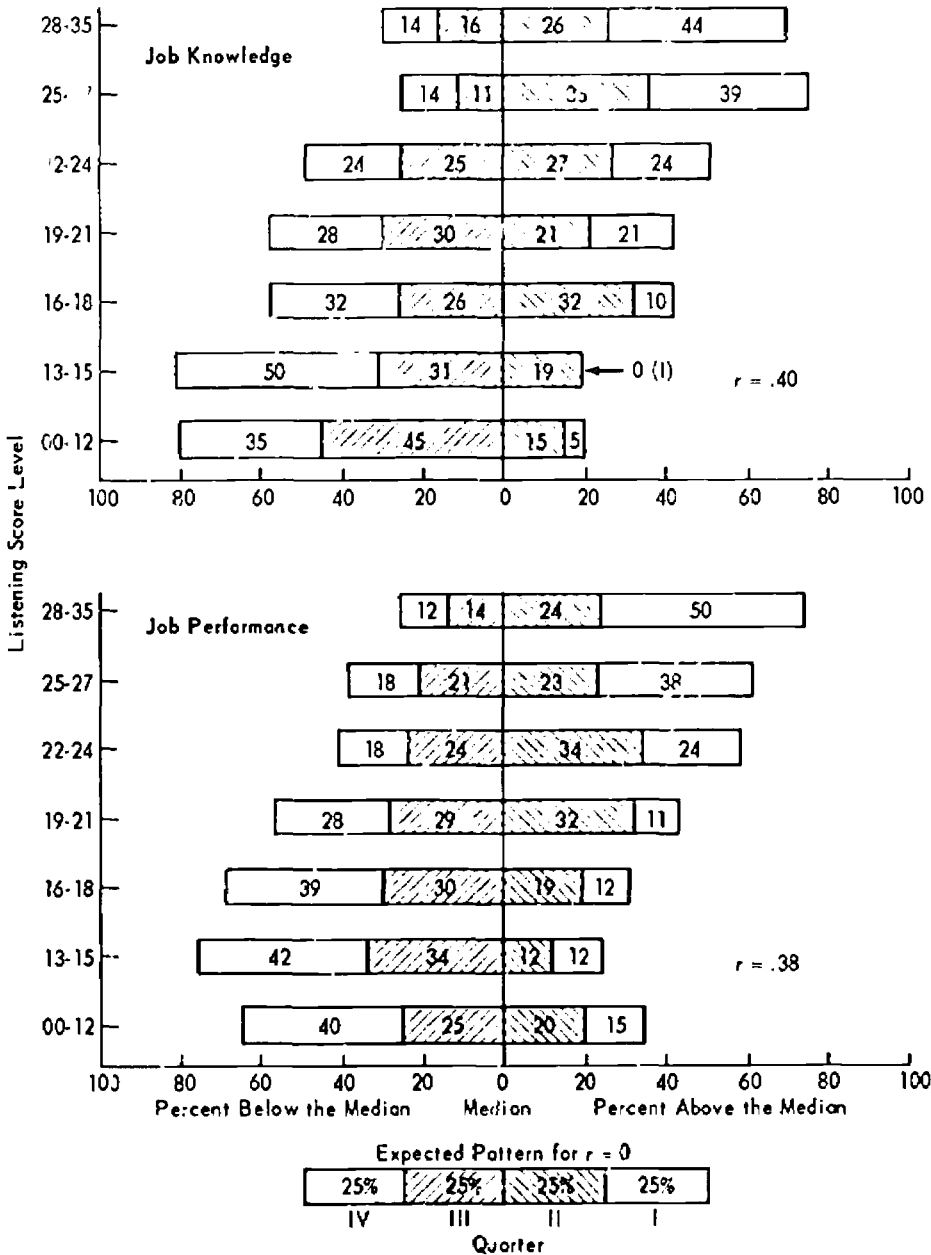 Listening Score Level
28-35 14 16 26 44
Job Knowledge
14 11 39
24 25 27 24
19-21 28 30 21 21
16-18 32 26 32 10
13-15 50 31 19 0 (I)
r = .40
00-12 35 45 15 5
100 80 60 40 20 0 20 40 60 80 100
28-35 12 14 24 50
Job Performance
25-27 18 21 23 38
22-24 18 24 34 24
19-21 28 29 32 11
16-18 39 30 19 12
13-15 42 34 12 12
r = .38
00-12 40 25 20 15
100 80 60 40 20 0 20 40 60 80 100
Percent Below the Median Median Percent Above the Median
Expected Pattern for r = 0
25% 25% 25% 25%
IV III II I
Quarter